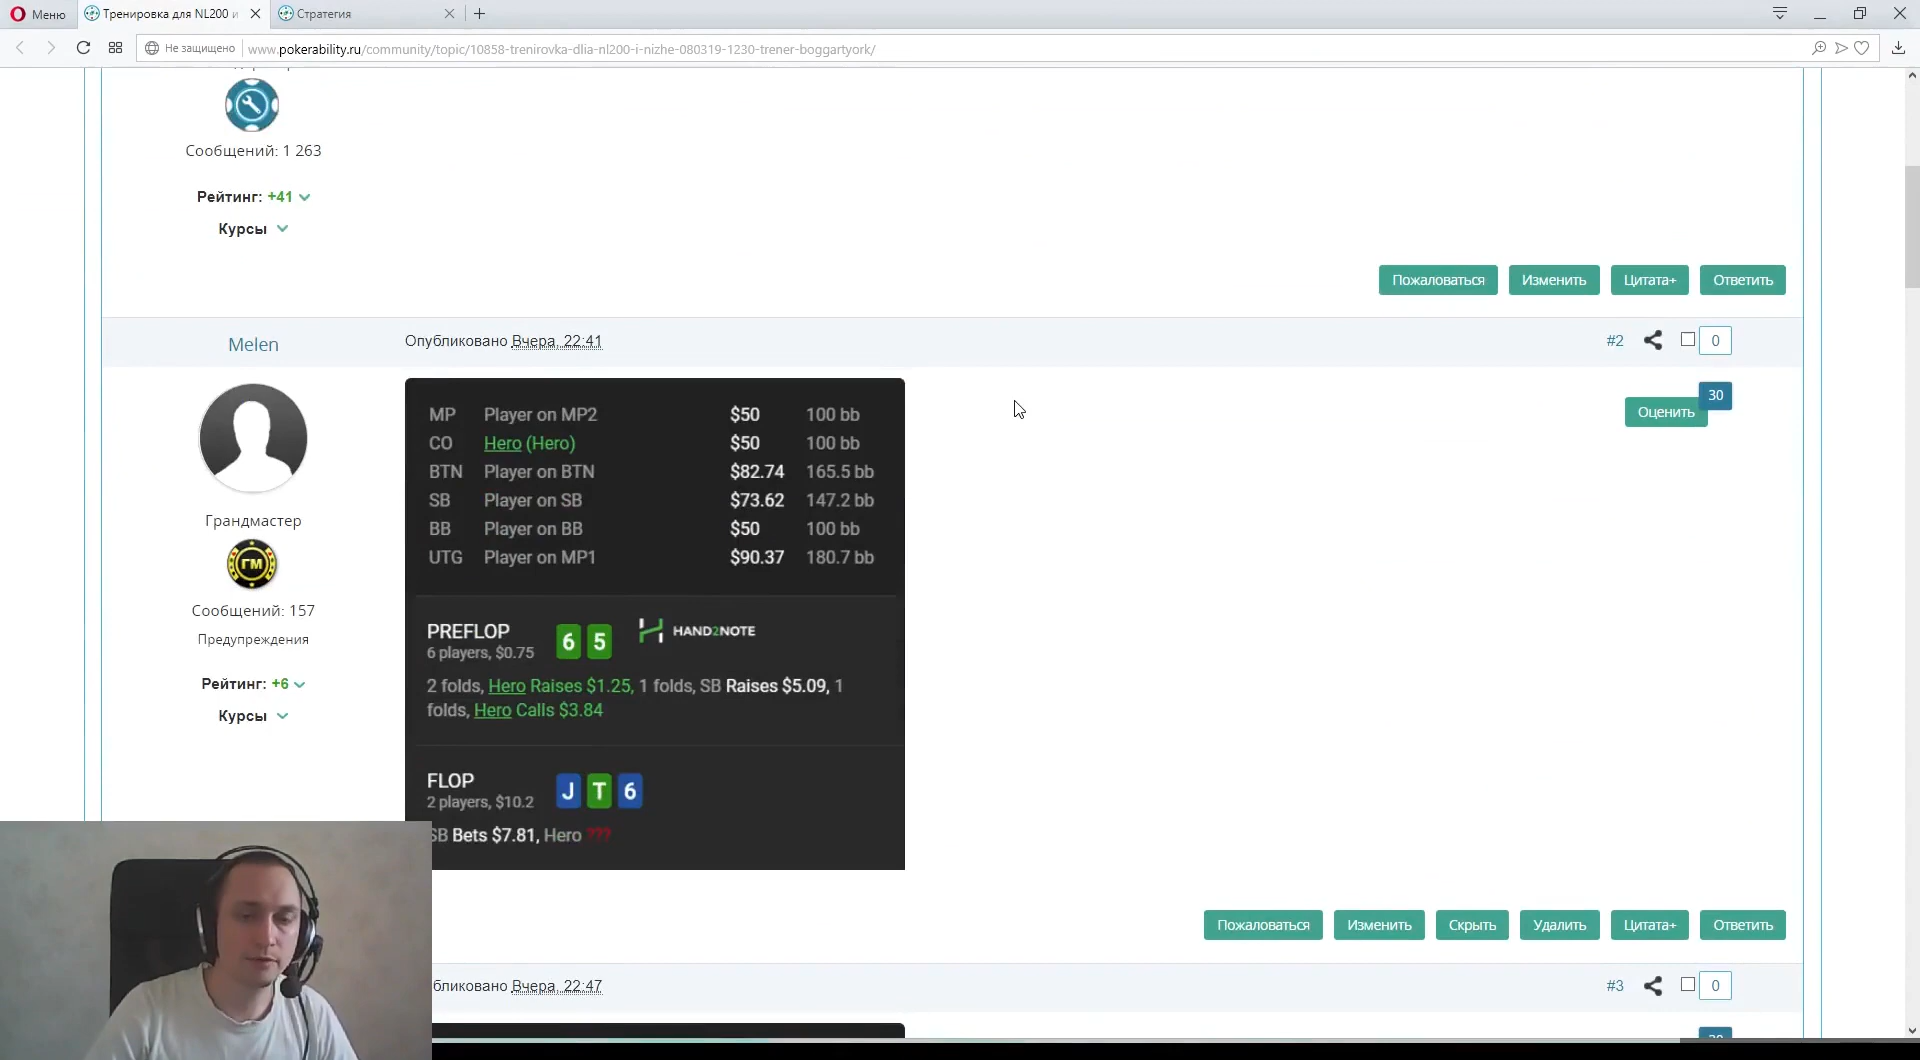 Меню
Тренировка для NL200 и
Стратегия
Не защищено
www.pokerability.ru/community/topic/10858-trenirovka-dlia-nl200-i-nizhe-080319-1230-trener-boggartyork/
Сообщений: 1 263
Рейтинг: +41
Курсы
Пожаловаться
Изменить
Цитата+
Ответить
Melen
Опубликовано Вчера, 22:41
#2
0
30
Оценить
Грандмастер
ГМ
Сообщений: 157
Предупреждения
Рейтинг: +6
Курсы
MP Player on MP2 $50 100 bb
CO Hero (Hero) $50 100 bb
BTN Player on BTN $82.74 165.5 bb
SB Player on SB $73.62 147.2 bb
BB Player on BB $50 100 bb
UTG Player on MP1 $90.37 180.7 bb
PREFLOP
6 players, $0.75
6 5
HAND2NOTE
2 folds, Hero Raises $1.25, 1 folds, SB Raises $5.09, 1
folds, Hero Calls $3.84
FLOP
2 players, $10.2
J T 6
SB Bets $7.81, Hero ???
Пожаловаться
Изменить
Скрыть
Удалить
Цитата+
Ответить
бликовано Вчера, 22:47
#3
0